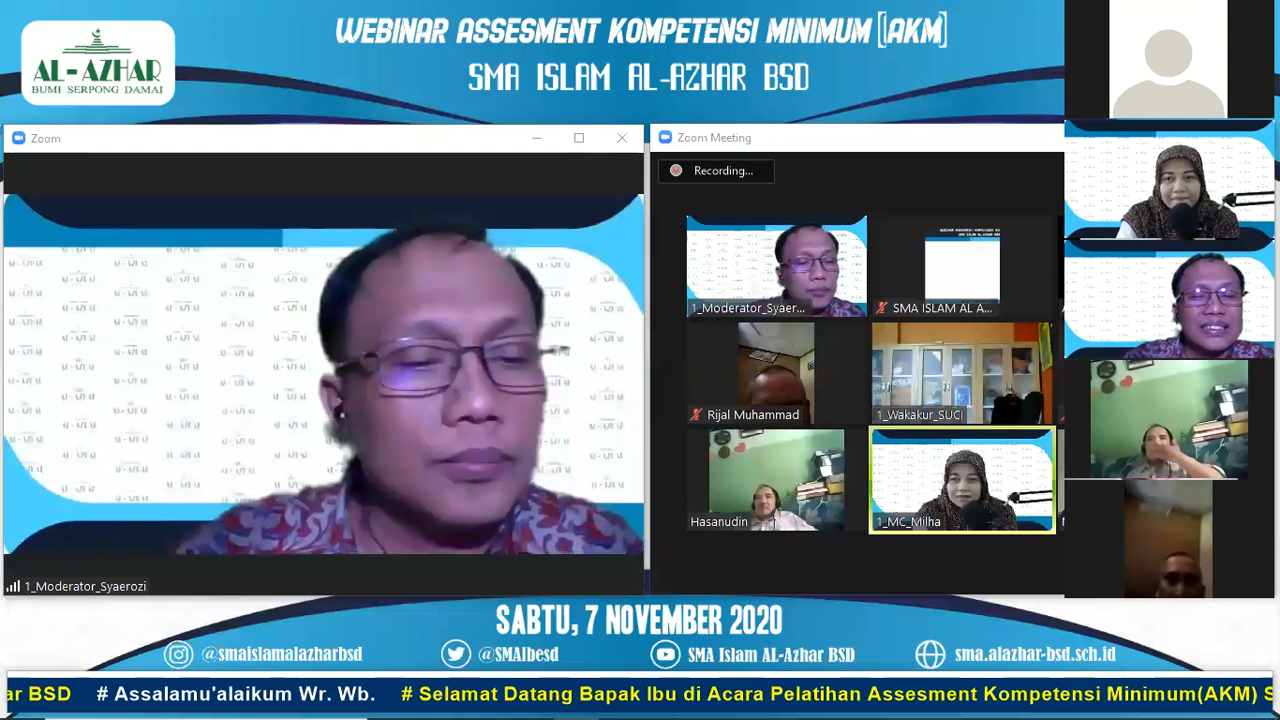 WEBINAR ASSESMENT KOMPETENSI MINIMUM [AKM]
SMA ISLAM AL-AZHAR BSD
AL-AZHAR
BUMI SERPONG DAMAI
Zoom
Zoom Meeting
Recording...
1_Moderator_Syaer...
SMA ISLAM AL A...
Rijal Muhammad
1_Wakakur_SUCI
Hasanudin
1_MC_Milha
1_Moderator_Syaerozi
SABTU, 7 NOVEMBER 2020
@smaislamalazharbsd
@SMAIbesd
SMA Islam AL-Azhar BSD
sma.alazhar-bsd.sch.id
ar BSD # Assalamu'alaikum Wr. Wb. # Selamat Datang Bapak Ibu di Acara Pelatihan Assesment Kompetensi Minimum(AKM) S